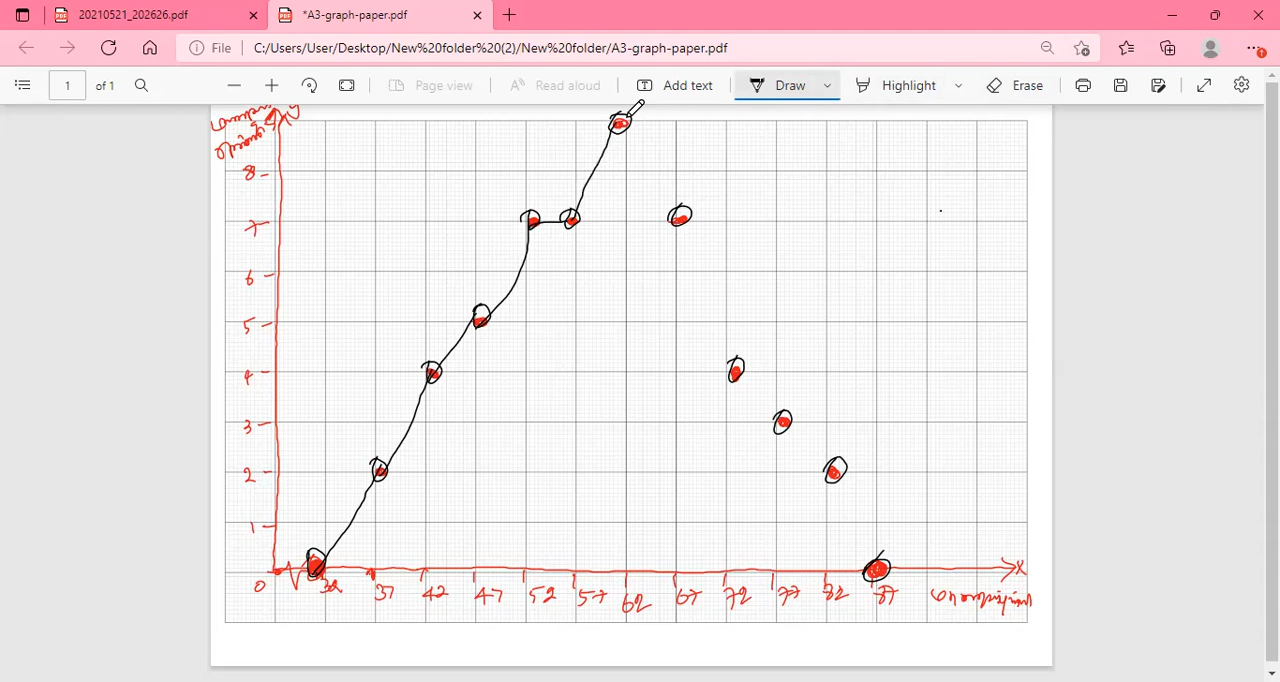 20210521_202626.pdf
*A3-graph-paper.pdf
File
C:/Users/User/Desktop/New%20folder%20(2)/New%20folder/A3-graph-paper.pdf
1 of 1
Page view
Read aloud
Add text
Draw
Highlight
Erase
8
7
6
5
4
3
2
1
0
32 37 42 47 52 57 62 67 72 77 82 87
X